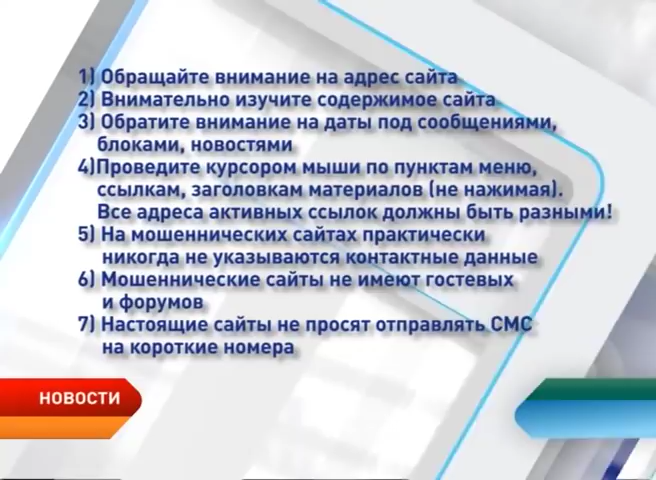 1) Обращайте внимание на адрес сайта
2) Внимательно изучите содержимое сайта
3) Обратите внимание на даты под сообщениями,
блоками, новостями
4)Проведите курсором мыши по пунктам меню,
ссылкам, заголовкам материалов (не нажимая).
Все адреса активных ссылок должны быть разными!
5) На мошеннических сайтах практически
никогда не указываются контактные данные
6) Мошеннические сайты не имеют гостевых
и форумов
7) Настоящие сайты не просят отправлять СМС
на короткие номера
НОВОСТИ